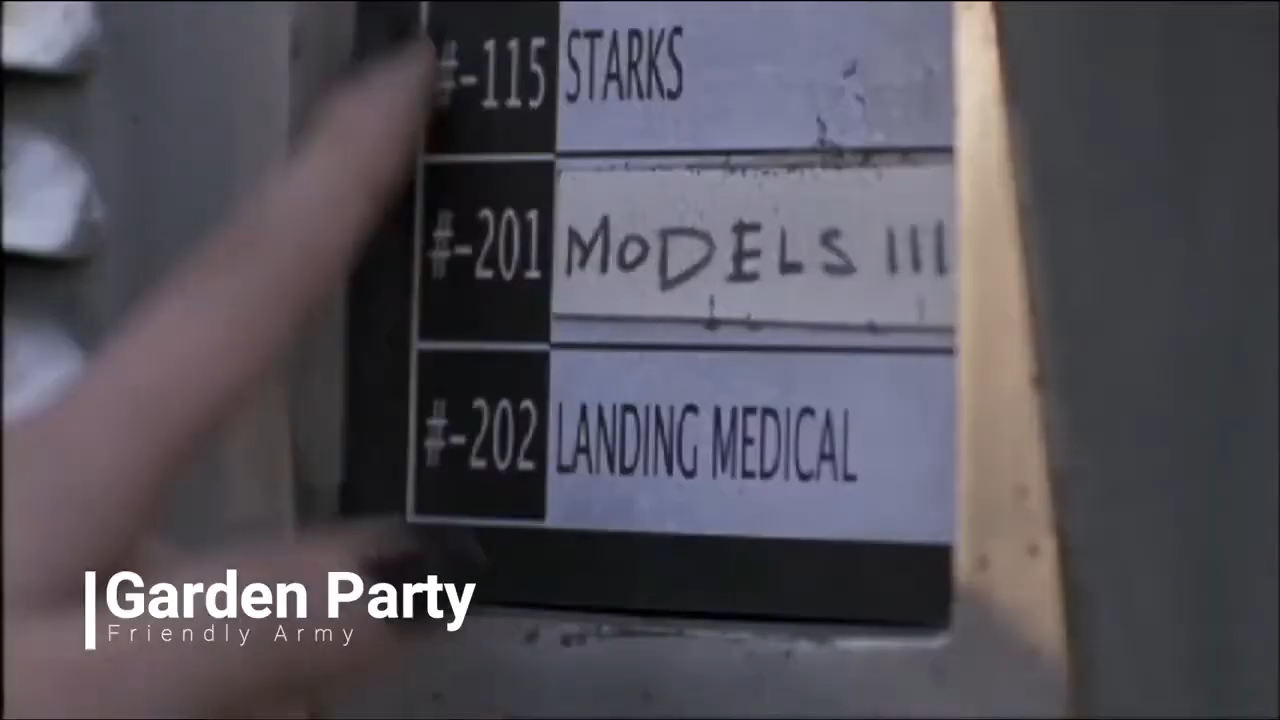 #-115 STARKS
#-201 MODELS III
#-202 LANDING MEDICAL
Garden Party
Friendly Army